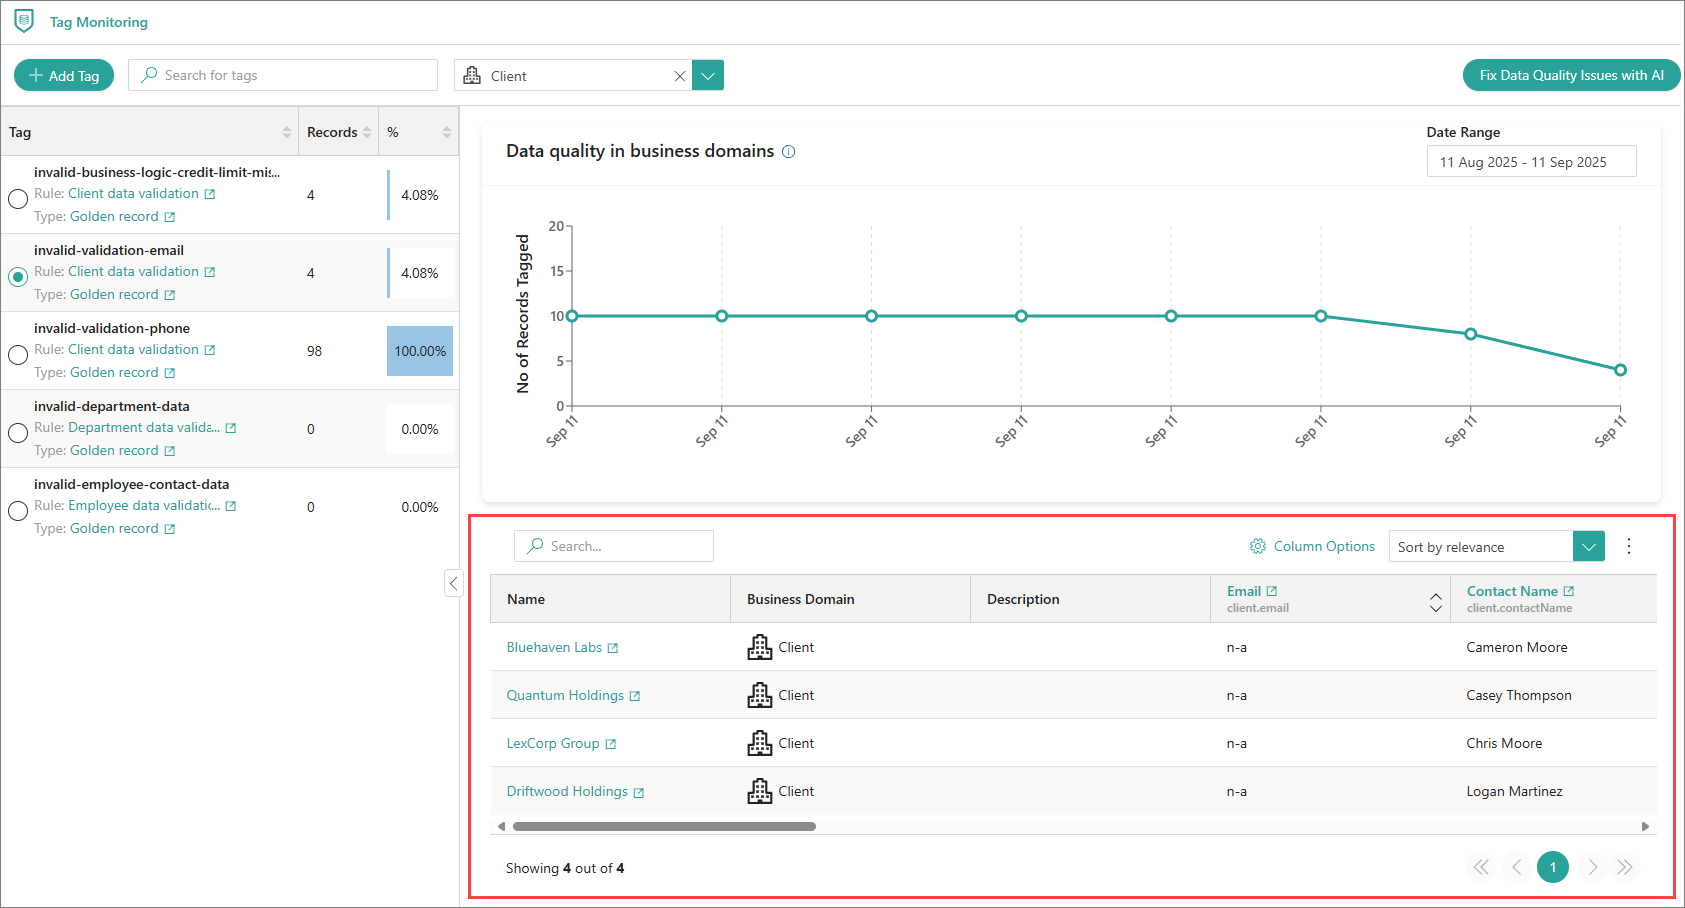 Tag Monitoring
Add Tag
Search for tags
Client
Fix Data Quality Issues with AI
Tag
Records
%
invalid-business-logic-credit-limit-mis...
Rule: Client data validation
Type: Golden record
4
4.08%
invalid-validation-email
Rule: Client data validation
Type: Golden record
4
4.08%
invalid-validation-phone
Rule: Client data validation
Type: Golden record
98
100.00%
invalid-department-data
Rule: Department data valida...
Type: Golden record
0
0.00%
invalid-employee-contact-data
Rule: Employee data validatic...
Type: Golden record
0
0.00%
Data quality in business domains
Date Range
11 Aug 2025 - 11 Sep 2025
No of Records Tagged
20
15
10
5
0
Sep 11
Sep 11
Sep 11
Sep 11
Sep 11
Sep 11
Sep 11
Sep 11
Search...
Column Options
Sort by relevance
Name
Business Domain
Description
Email
client.email
Contact Name
client.contactName
Bluehaven Labs
Client
n-a
Cameron Moore
Quantum Holdings
Client
n-a
Casey Thompson
LexCorp Group
Client
n-a
Chris Moore
Driftwood Holdings
Client
n-a
Logan Martinez
Showing 4 out of 4
1